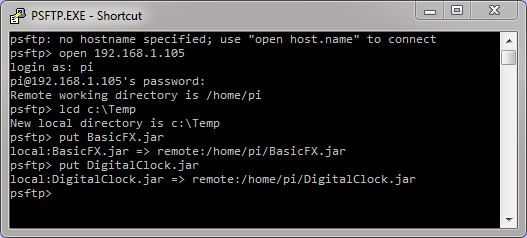 PSFTP.EXE - Shortcut
psftp: no hostname specified; use "open host.name" to connect
psftp> open 192.168.1.105
login as: pi
pi@192.168.1.105's password:
Remote working directory is /home/pi
psftp> lcd c:\Temp
New local directory is c:\Temp
psftp> put BasicFX.jar
local:BasicFX.jar => remote:/home/pi/BasicFX.jar
psftp> put DigitalClock.jar
local:DigitalClock.jar => remote:/home/pi/DigitalClock.jar
psftp>